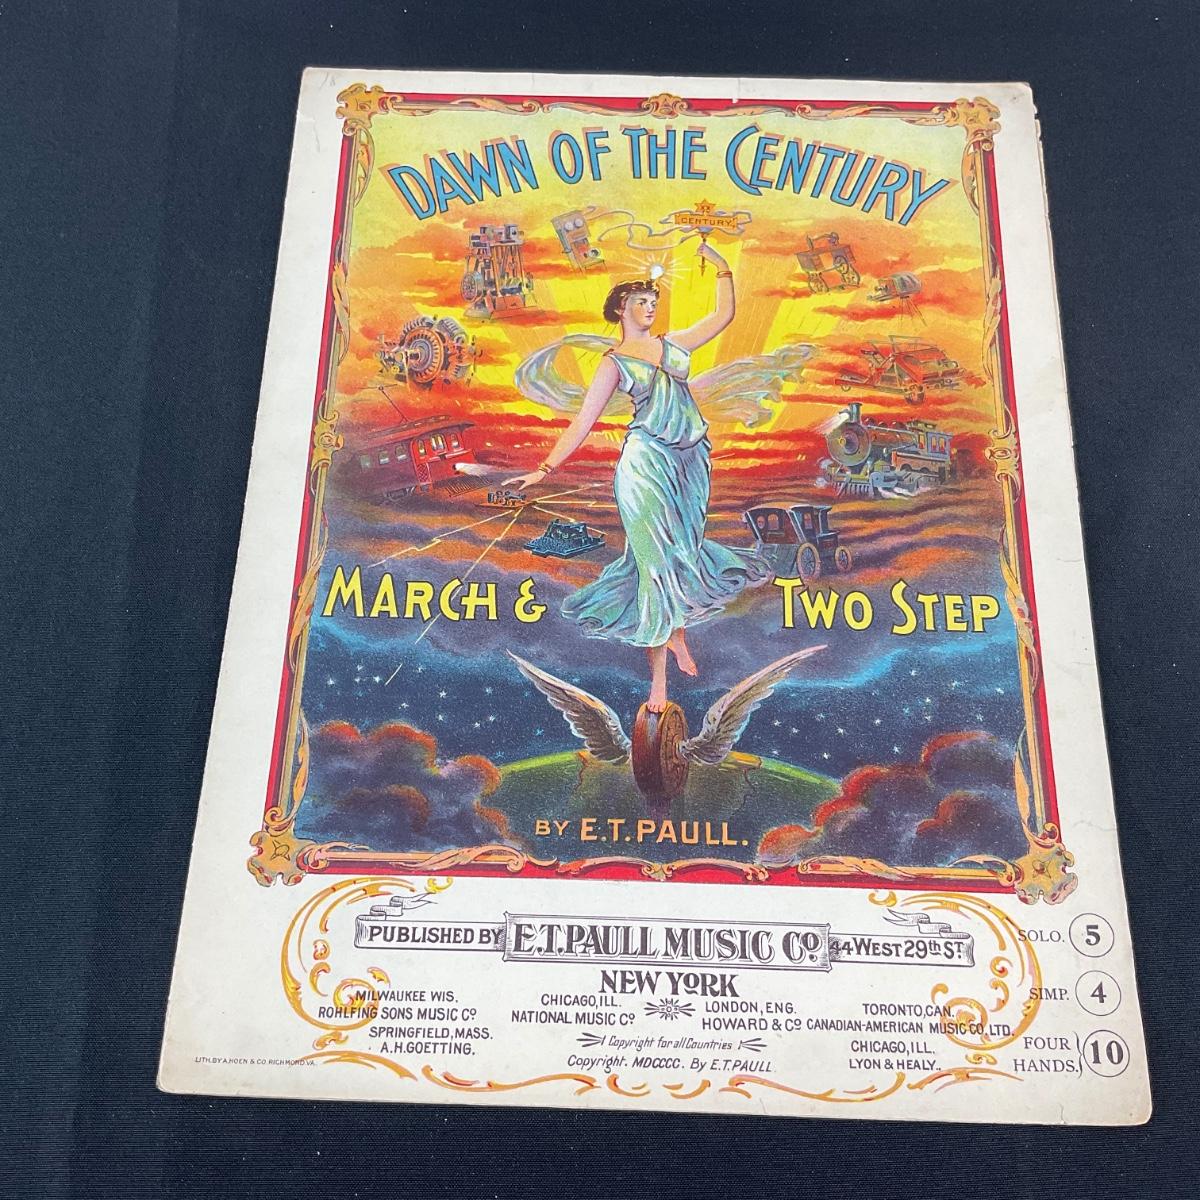 DAWN OF THE CENTURY
CENTURY
MARCH & TWO STEP
BY E.T. PAULL.
PUBLISHED BY E.T. PAULL MUSIC Co. 44 WEST 29th ST.
NEW YORK
MILWAUKEE WIS.
ROHLFING SONS MUSIC Co
SPRINGFIELD, MASS.
A.H. GOETTING.
CHICAGO, ILL.
NATIONAL MUSIC Co
LONDON, ENG.
HOWARD & Co
TORONTO, CAN.
CANADIAN-AMERICAN MUSIC CO, LTD.
CHICAGO, ILL.
LYON & HEALY.
Copyright for all Countries
Copyright. MDCCCC. By E.T. PAULL
LITH. BY A. HOEN & CO. RICHMOND. VA.
SOLO. 5
SIMP. 4
FOUR HANDS. 10